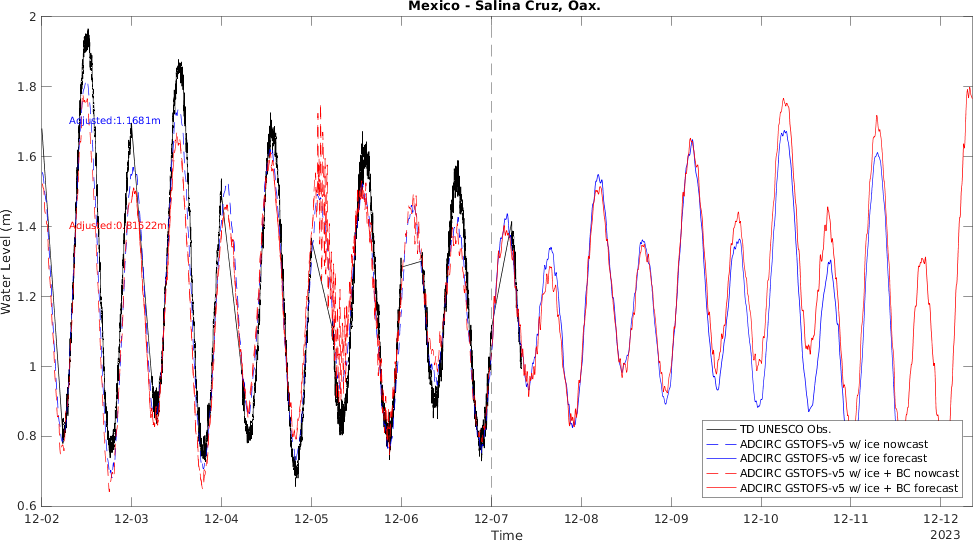 Mexico - Salina Cruz, Oax.
Water Level (m)
2
1.8
1.6
1.4
1.2
1
0.8
0.6
Adjusted:1.1681m
Adjusted:0.81522m
TD UNESCO Obs.
ADCIRC GSTOFS-v5 w/ ice nowcast
ADCIRC GSTOFS-v5 w/ ice forecast
ADCIRC GSTOFS-v5 w/ ice + BC nowcast
ADCIRC GSTOFS-v5 w/ ice + BC forecast
12-02 12-03 12-04 12-05 12-06 12-07 12-08 12-09 12-10 12-11 12-12
2023
Time